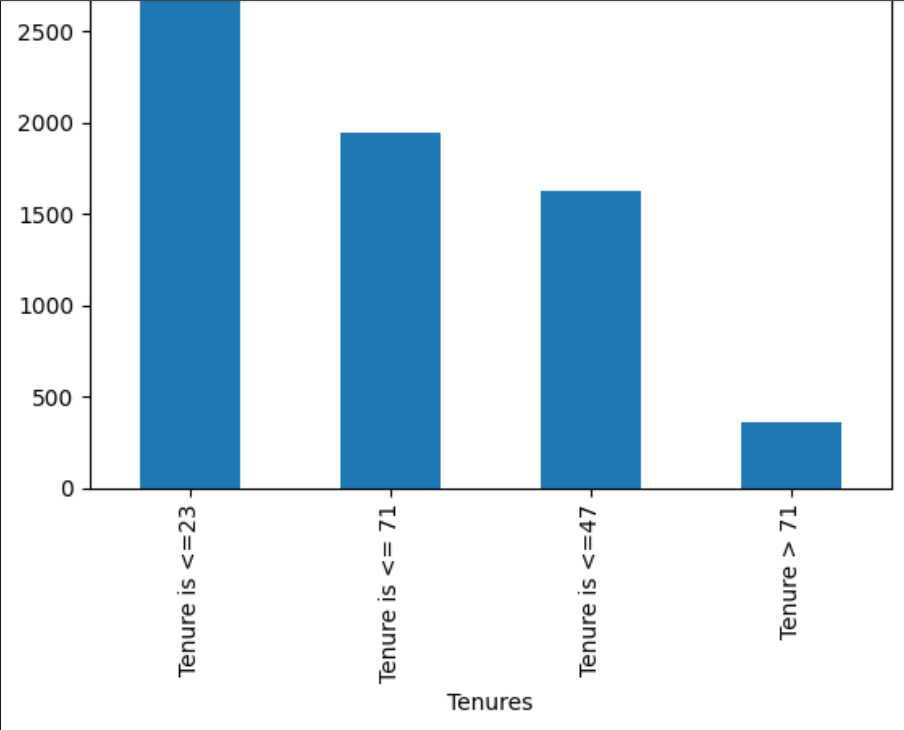 2500
2000
1500
1000
500
0
Tenure is <=23
Tenure is <= 71
Tenure is <=47
Tenure > 71
Tenures